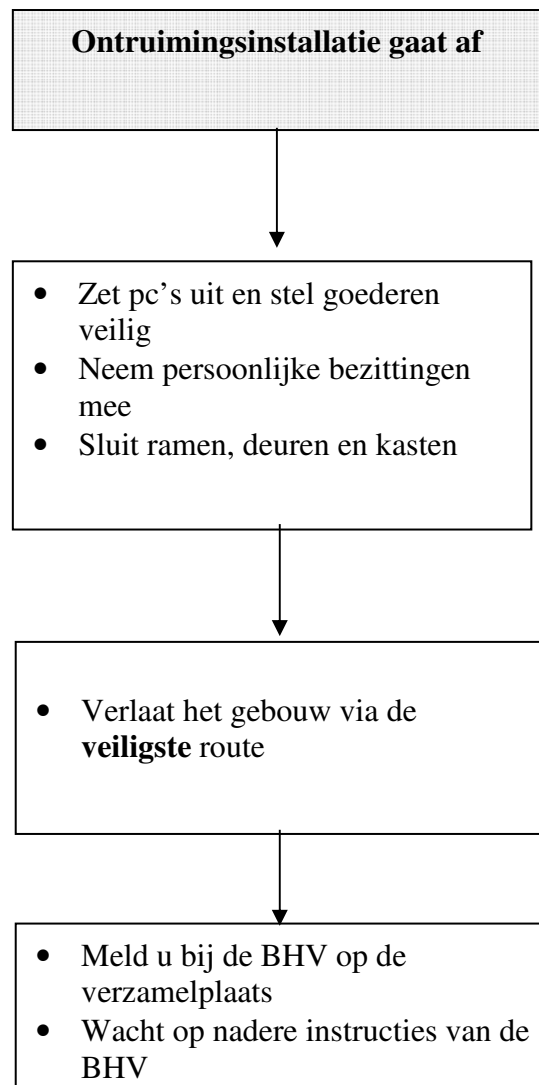 Ontruimingsinstallatie gaat af
• Zet pc's uit en stel goederen
veilig
• Neem persoonlijke bezittingen
mee
• Sluit ramen, deuren en kasten
• Verlaat het gebouw via de
veiligste route
• Meld u bij de BHV op de
verzamelplaats
• Wacht op nadere instructies van de
BHV